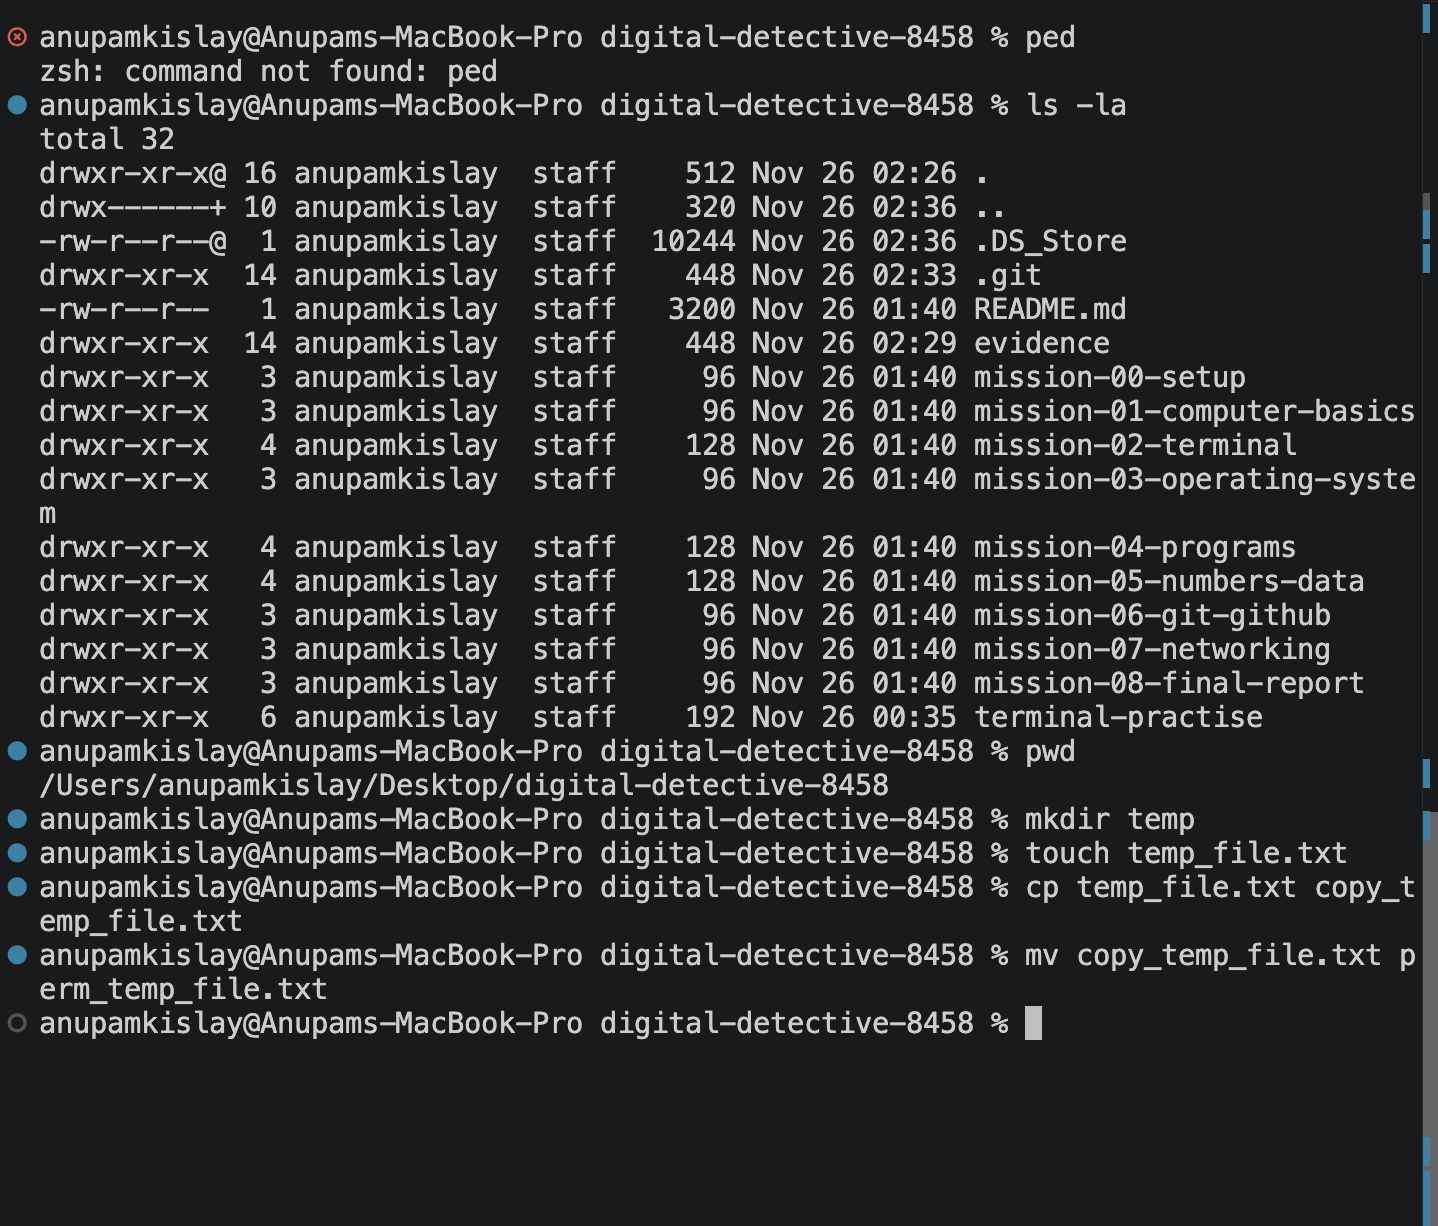 anupamkislay@Anupams-MacBook-Pro digital-detective-8458 % ped
zsh: command not found: ped
anupamkislay@Anupams-MacBook-Pro digital-detective-8458 % ls -la
total 32
drwxr-xr-x@ 16 anupamkislay  staff    512 Nov 26 02:26 .
drwx------+ 10 anupamkislay  staff    320 Nov 26 02:36 ..
-rw-r--r--@  1 anupamkislay  staff  10244 Nov 26 02:36 .DS_Store
drwxr-xr-x  14 anupamkislay  staff    448 Nov 26 02:33 .git
-rw-r--r--   1 anupamkislay  staff   3200 Nov 26 01:40 README.md
drwxr-xr-x  14 anupamkislay  staff    448 Nov 26 02:29 evidence
drwxr-xr-x   3 anupamkislay  staff     96 Nov 26 01:40 mission-00-setup
drwxr-xr-x   3 anupamkislay  staff     96 Nov 26 01:40 mission-01-computer-basics
drwxr-xr-x   4 anupamkislay  staff    128 Nov 26 01:40 mission-02-terminal
drwxr-xr-x   3 anupamkislay  staff     96 Nov 26 01:40 mission-03-operating-syste
m
drwxr-xr-x   4 anupamkislay  staff    128 Nov 26 01:40 mission-04-programs
drwxr-xr-x   4 anupamkislay  staff    128 Nov 26 01:40 mission-05-numbers-data
drwxr-xr-x   3 anupamkislay  staff     96 Nov 26 01:40 mission-06-git-github
drwxr-xr-x   3 anupamkislay  staff     96 Nov 26 01:40 mission-07-networking
drwxr-xr-x   3 anupamkislay  staff     96 Nov 26 01:40 mission-08-final-report
drwxr-xr-x   6 anupamkislay  staff    192 Nov 26 00:35 terminal-practise
anupamkislay@Anupams-MacBook-Pro digital-detective-8458 % pwd
/Users/anupamkislay/Desktop/digital-detective-8458
anupamkislay@Anupams-MacBook-Pro digital-detective-8458 % mkdir temp
anupamkislay@Anupams-MacBook-Pro digital-detective-8458 % touch temp_file.txt
anupamkislay@Anupams-MacBook-Pro digital-detective-8458 % cp temp_file.txt copy_t
emp_file.txt
anupamkislay@Anupams-MacBook-Pro digital-detective-8458 % mv copy_temp_file.txt p
erm_temp_file.txt
anupamkislay@Anupams-MacBook-Pro digital-detective-8458 %